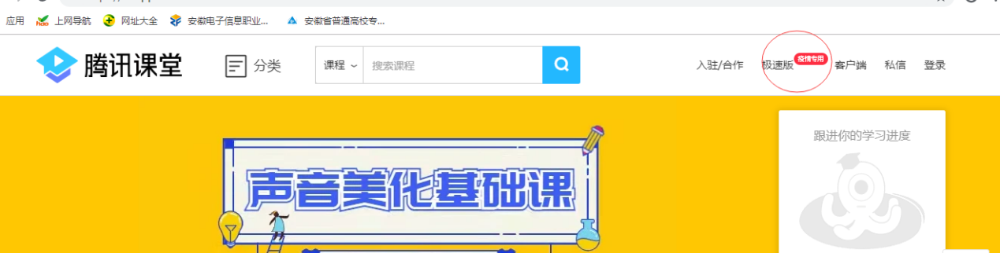 应用 上网导航 网址大全 安徽电子信息职业... 安徽省普通高校专...
腾讯课堂 分类 课程 搜索课程 入驻/合作 极速版 疫情专用 客户端 私信 登录
跟进你的学习进度
声音美化基础课